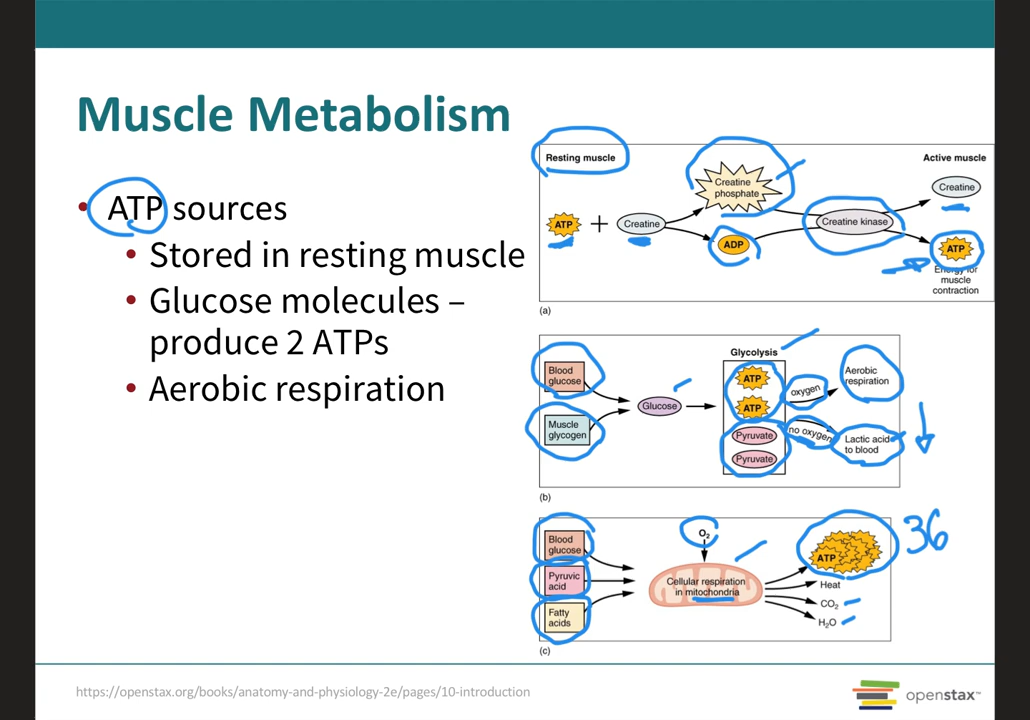 Muscle Metabolism
• ATP sources
• Stored in resting muscle
• Glucose molecules –
produce 2 ATPs
• Aerobic respiration
Resting muscle
Active muscle
Creatine
phosphate
Creatine
ATP
+
Creatine
Creatine kinase
ADP
ATP
Energy for
muscle
contraction
(a)
Glycolysis
Blood
glucose
ATP
oxygen
Aerobic
respiration
Glucose
ATP
Muscle
glycogen
Pyruvate
no oxygen
Lactic acid
to blood
Pyruvate
(b)
Blood
glucose
O₂
ATP
36
Pyruvic
acid
Cellular respiration
in mitochondria
Heat
CO₂
Fatty
acids
H₂O
(c)
https://openstax.org/books/anatomy-and-physiology-2e/pages/10-introduction
openstax™